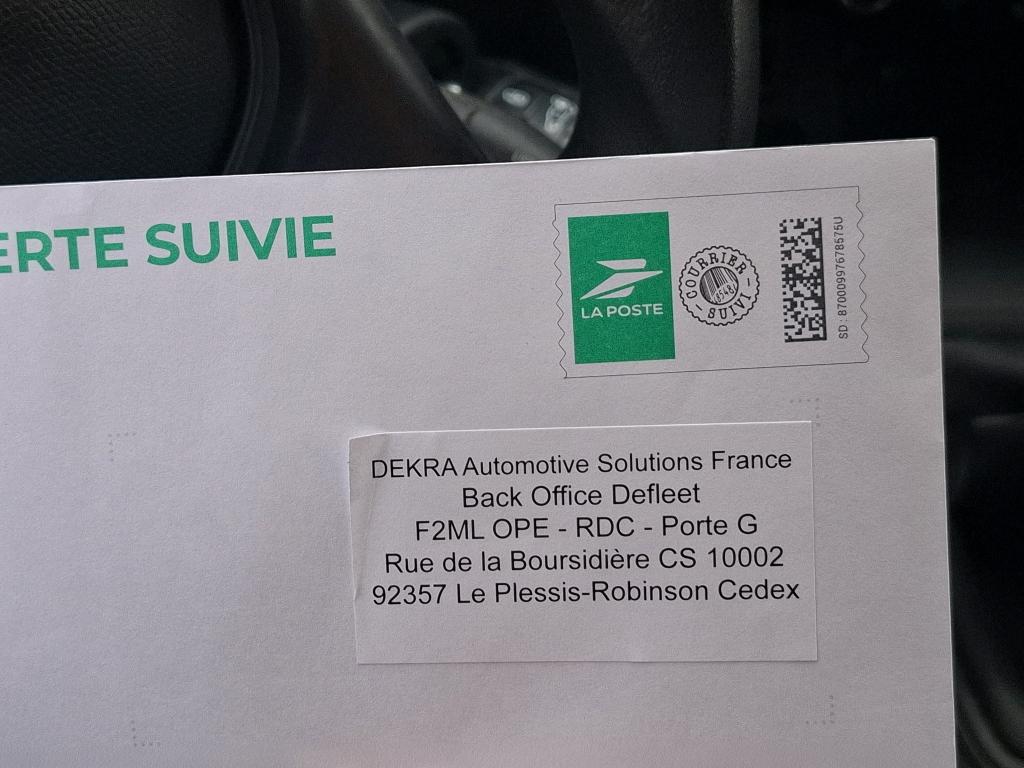 ERTE SUIVIE
LA POSTE
COURRIER
SUIVI
SD : 87000997678575U
DEKRA Automotive Solutions France
Back Office Defleet
F2ML OPE - RDC - Porte G
Rue de la Boursidière CS 10002
92357 Le Plessis-Robinson Cedex